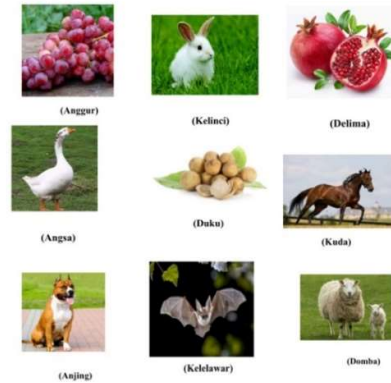 (Anggur)
(Kelinci)
(Delima)
(Angsa)
(Duku)
(Kuda)
(Anjing)
(Kelelawar)
(Domba)